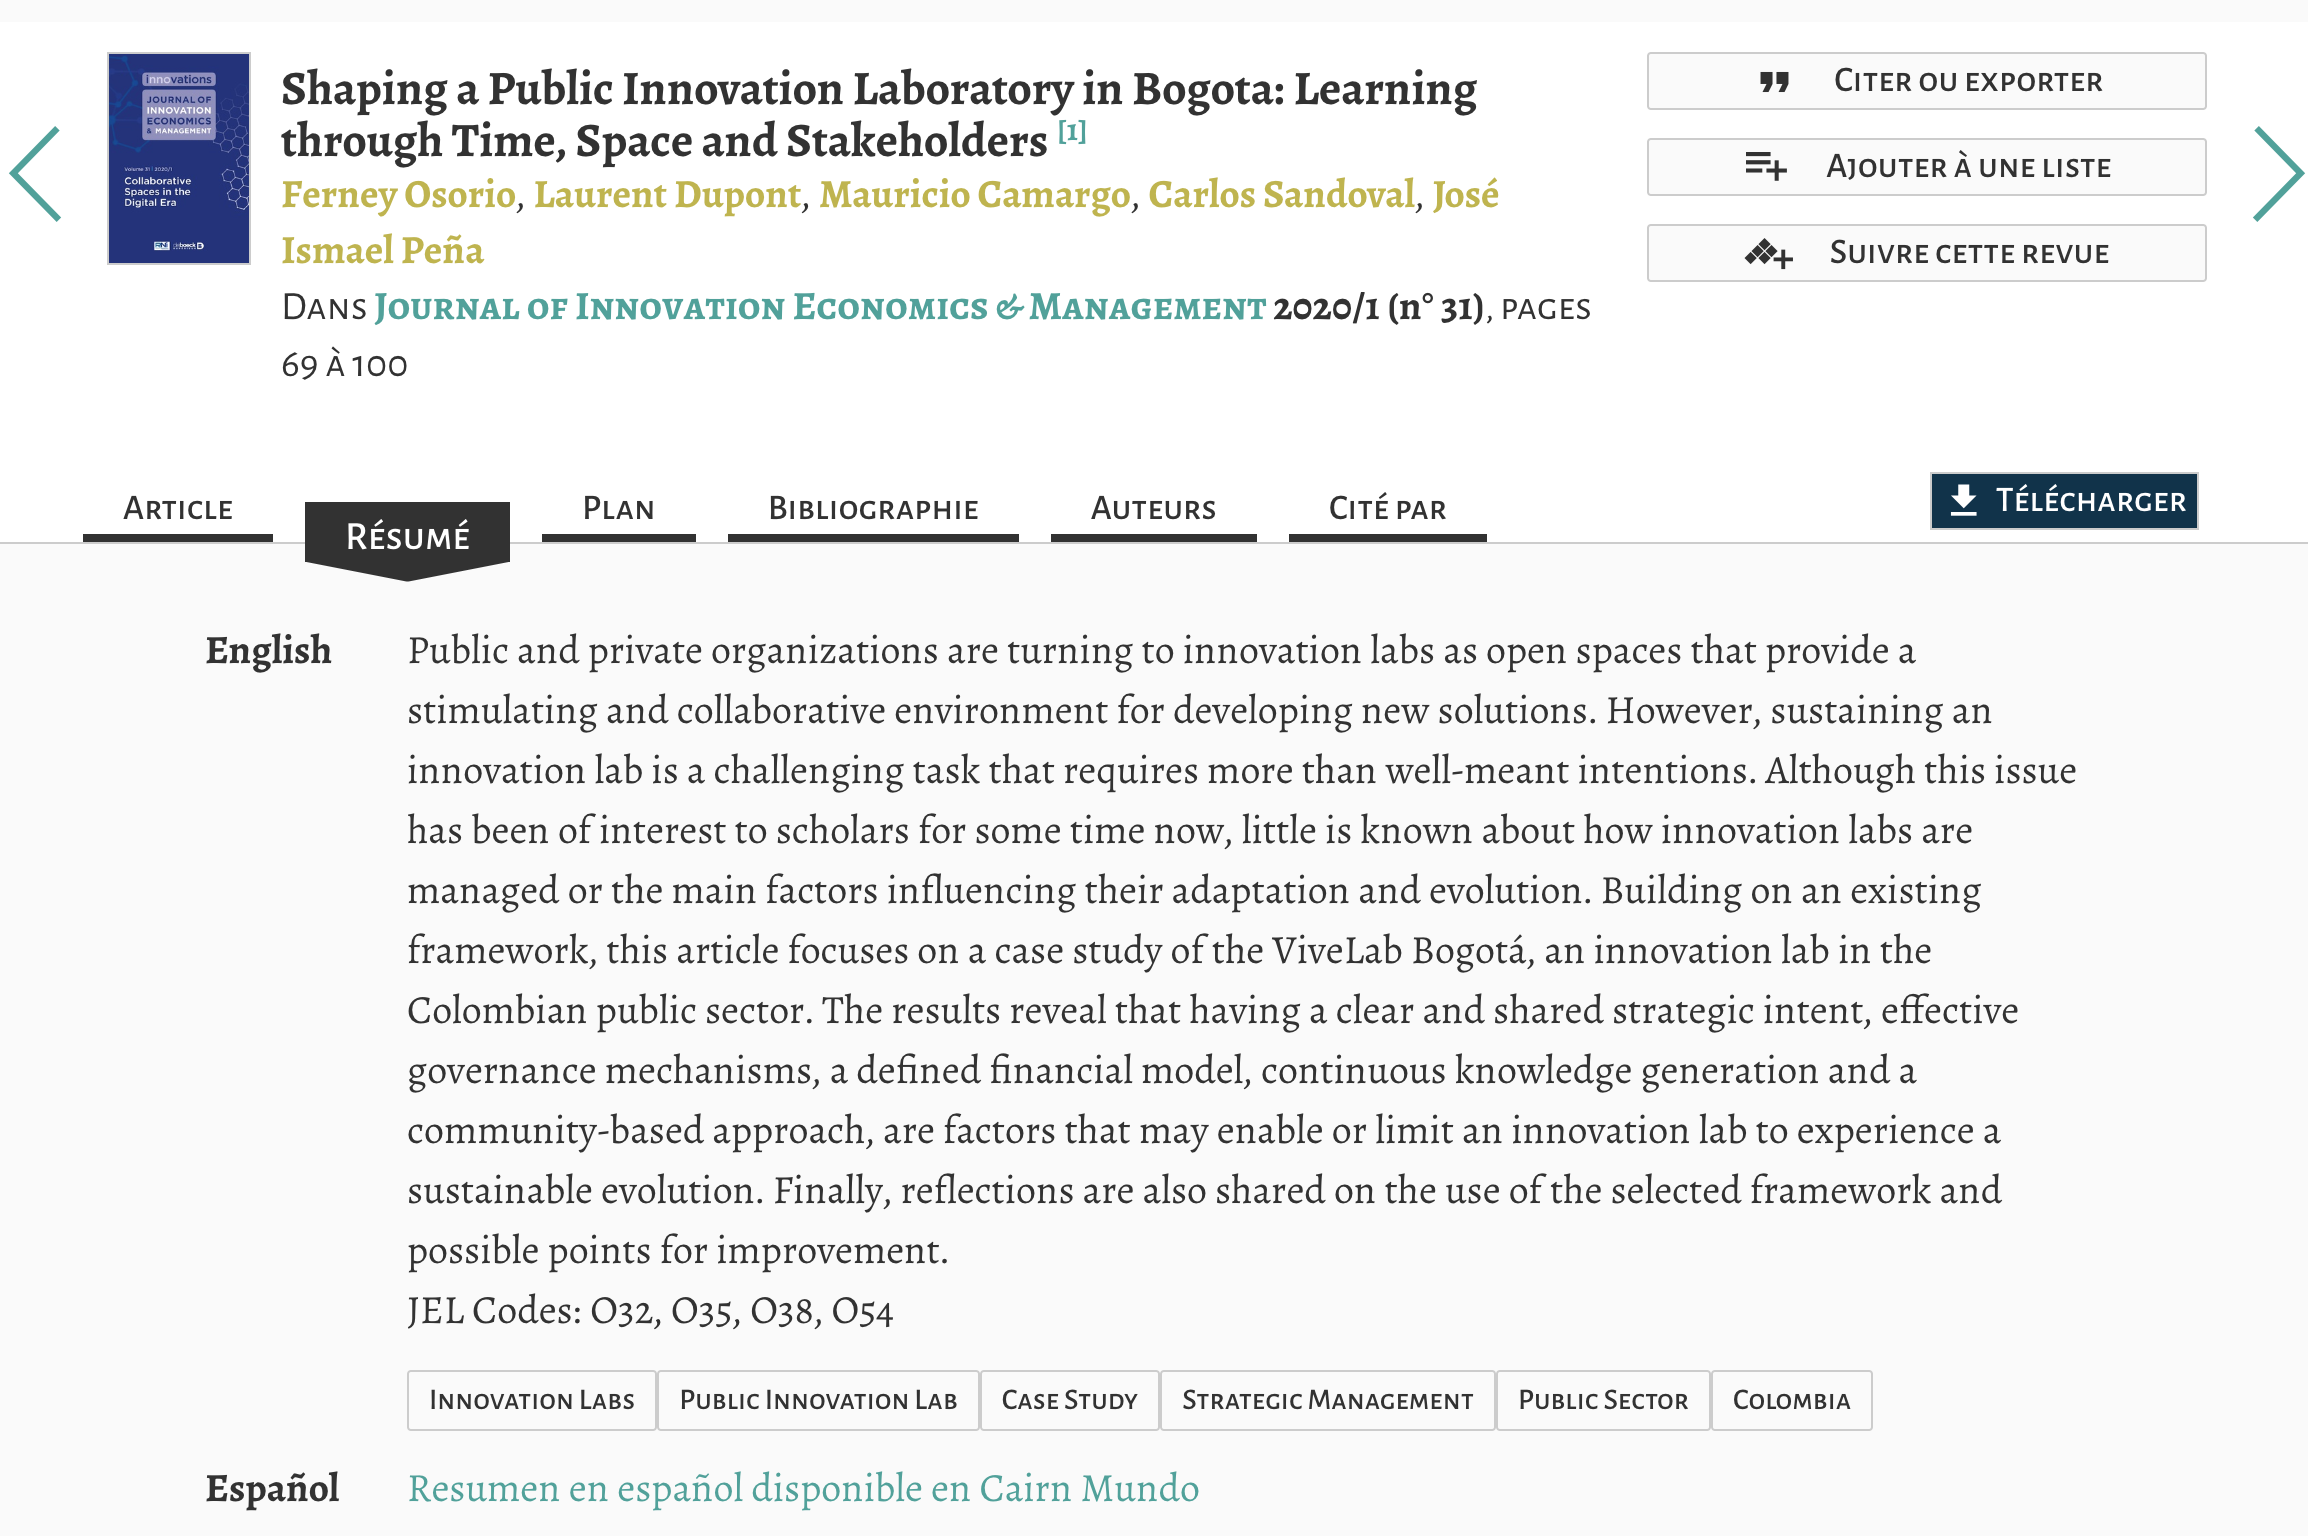 innovations
JOURNAL OF
INNOVATION
ECONOMICS
& MANAGEMENT
Volume 31 | 2020/1
Collaborative
Spaces in the
Digital Era
Shaping a Public Innovation Laboratory in Bogota: Learning
through Time, Space and Stakeholders [1]
Ferney Osorio, Laurent Dupont, Mauricio Camargo, Carlos Sandoval, José
Ismael Peña
Dans Journal of Innovation Economics & Management 2020/1 (n° 31), pages
69 à 100
Citer ou exporter
Ajouter à une liste
Suivre cette revue
Article
Résumé
Plan
Bibliographie
Auteurs
Cité par
Télécharger
English
Public and private organizations are turning to innovation labs as open spaces that provide a
stimulating and collaborative environment for developing new solutions. However, sustaining an
innovation lab is a challenging task that requires more than well-meant intentions. Although this issue
has been of interest to scholars for some time now, little is known about how innovation labs are
managed or the main factors influencing their adaptation and evolution. Building on an existing
framework, this article focuses on a case study of the ViveLab Bogotá, an innovation lab in the
Colombian public sector. The results reveal that having a clear and shared strategic intent, effective
governance mechanisms, a defined financial model, continuous knowledge generation and a
community-based approach, are factors that may enable or limit an innovation lab to experience a
sustainable evolution. Finally, reflections are also shared on the use of the selected framework and
possible points for improvement.
JEL Codes: O32, O35, O38, O54
Innovation Labs
Public Innovation Lab
Case Study
Strategic Management
Public Sector
Colombia
Español
Resumen en español disponible en Cairn Mundo